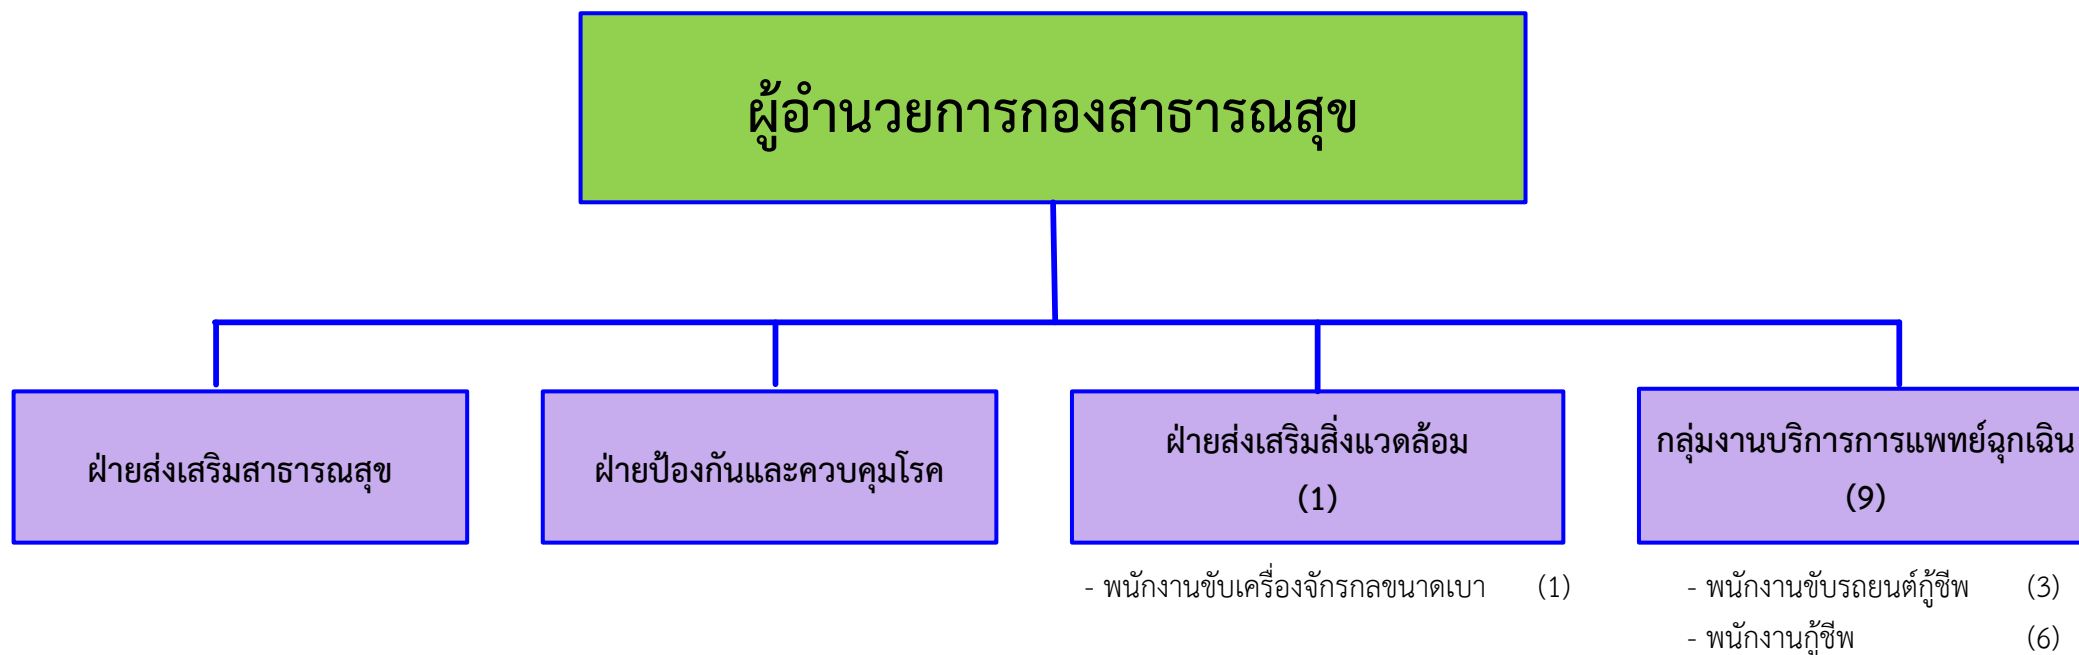 ผู้อำนวยการกองสาธารณสุข
ฝ่ายส่งเสริมสาธารณสุข
ฝ่ายป้องกันและควบคุมโรค
ฝ่ายส่งเสริมสิ่งแวดล้อม
(1)
กลุ่มงานบริการการแพทย์ฉุกเฉิน
(9)
- พนักงานขับเครื่องจักรกลขนาดเบา (1)
- พนักงานขับรถยนต์กู้ชีพ (3)
- พนักงานกู้ชีพ (6)